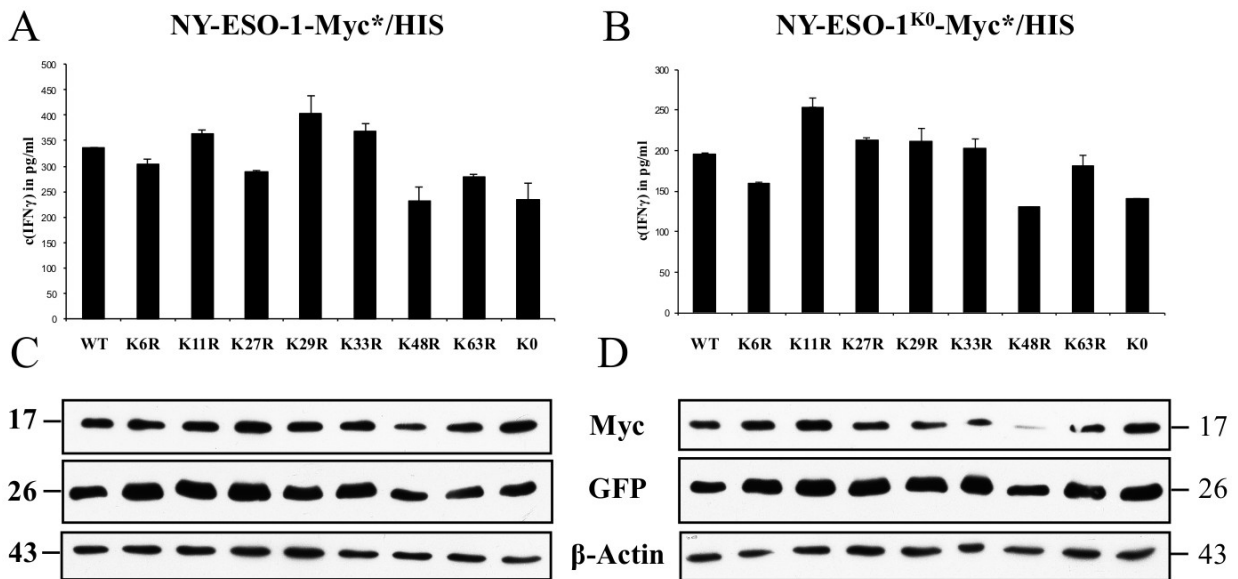 A NY-ESO-1-Myc*/HIS
c(IFNγ) in pg/ml
500
450
400
350
300
250
200
150
100
50
0
WT K6R K11R K27R K29R K33R K48R K63R K0
B NY-ESO-1K0-Myc*/HIS
c(IFNγ) in pg/ml
300
250
200
150
100
50
0
WT K6R K11R K27R K29R K33R K48R K63R K0
C D
17 Myc 17
26 GFP 26
43 β-Actin 43